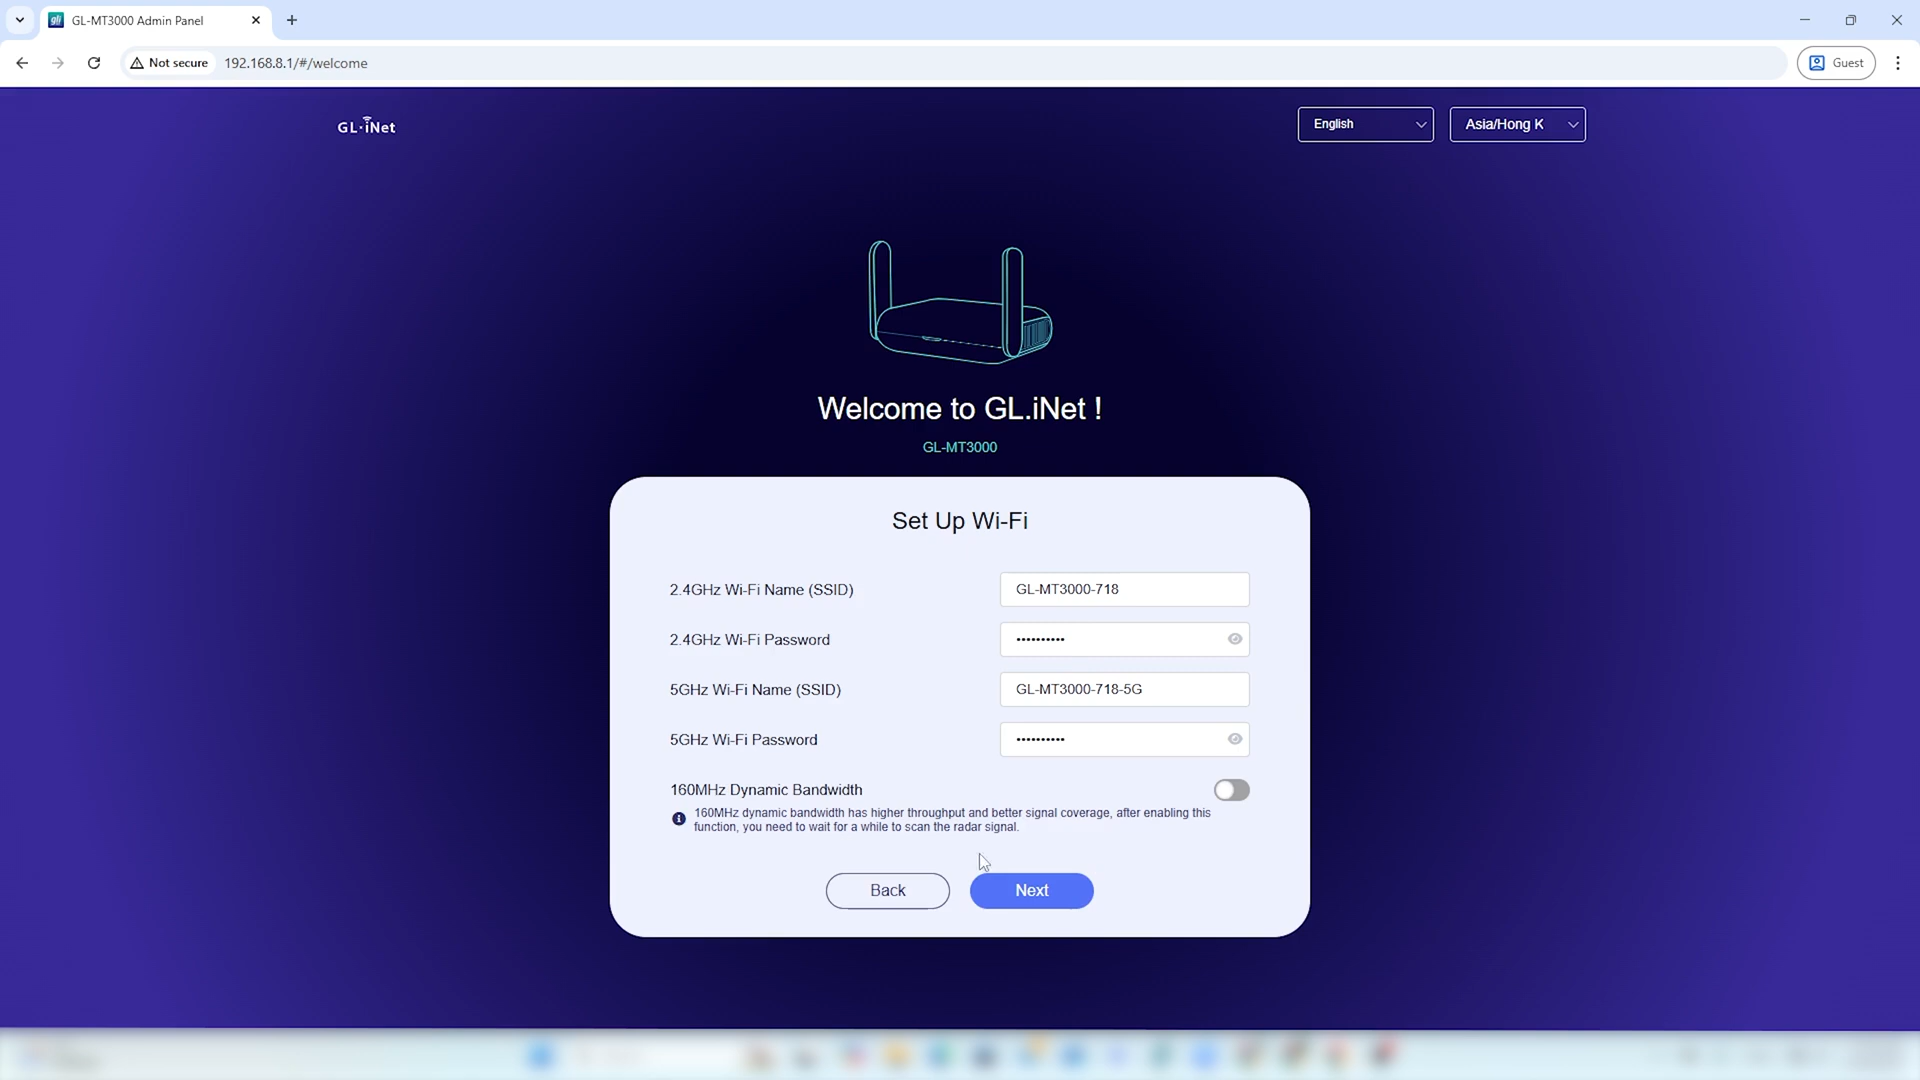 GL-MT3000 Admin Panel
Not secure
192.168.8.1/#/welcome
Guest
GL·iNet
English
Asia/Hong K
Welcome to GL.iNet !
GL-MT3000
Set Up Wi-Fi
2.4GHz Wi-Fi Name (SSID)
GL-MT3000-718
2.4GHz Wi-Fi Password
••••••••••
5GHz Wi-Fi Name (SSID)
GL-MT3000-718-5G
5GHz Wi-Fi Password
••••••••••
160MHz Dynamic Bandwidth
160MHz dynamic bandwidth has higher throughput and better signal coverage, after enabling this
function, you need to wait for a while to scan the radar signal.
Back
Next